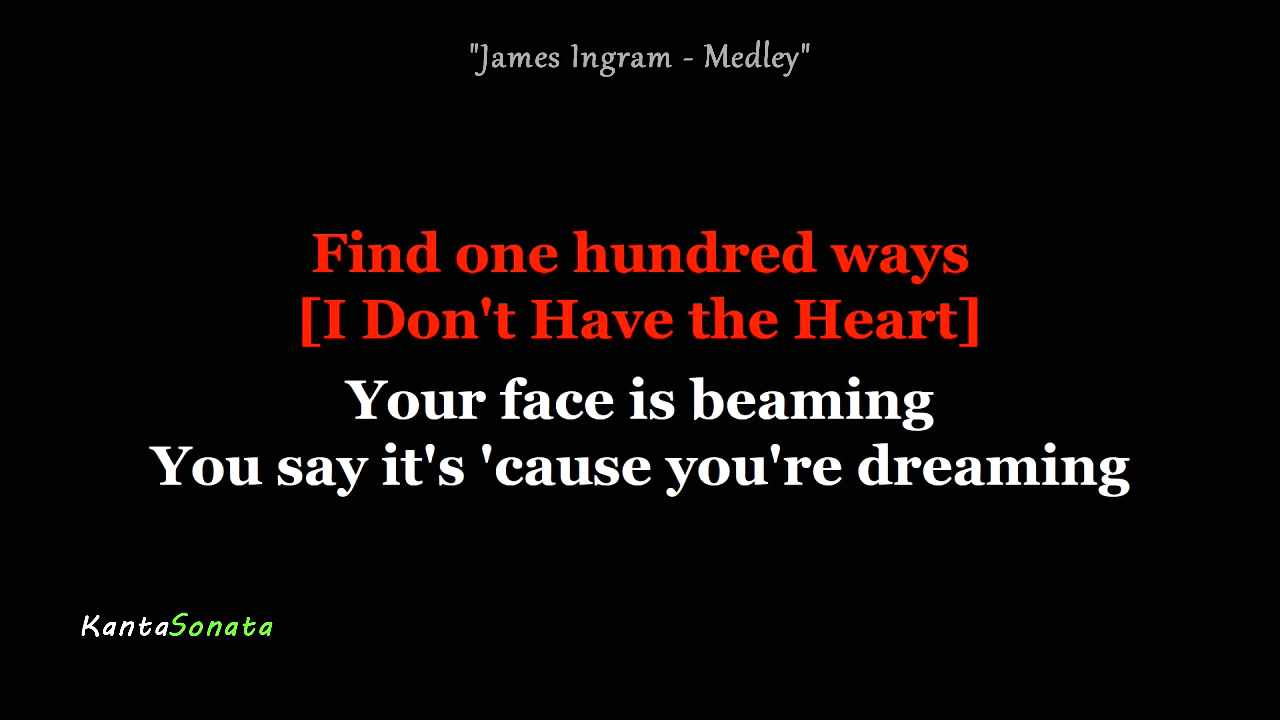 "James Ingram - Medley"
Find one hundred ways
[I Don't Have the Heart]
Your face is beaming
You say it's 'cause you're dreaming
KantaSonata